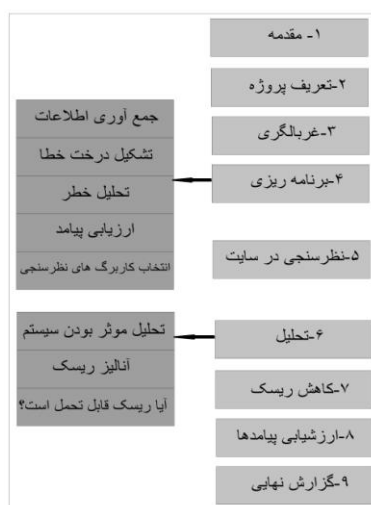 ۱- مقدمه
۲-تعریف پروژه
۳-غربالگری
۴-برنامه ریزی
جمع آوری اطلاعات
تشکیل درخت خطا
تحلیل خطر
ارزیابی پیامد
انتخاب کاربرگ های نظرسنجی
۵-نظرسنجی در سایت
۶-تحلیل
تحلیل موثر بودن سیستم
آنالیز ریسک
آیا ریسک قابل تحمل است؟
۷-کاهش ریسک
۸-ارزشیابی پیامدها
۹-گزارش نهایی